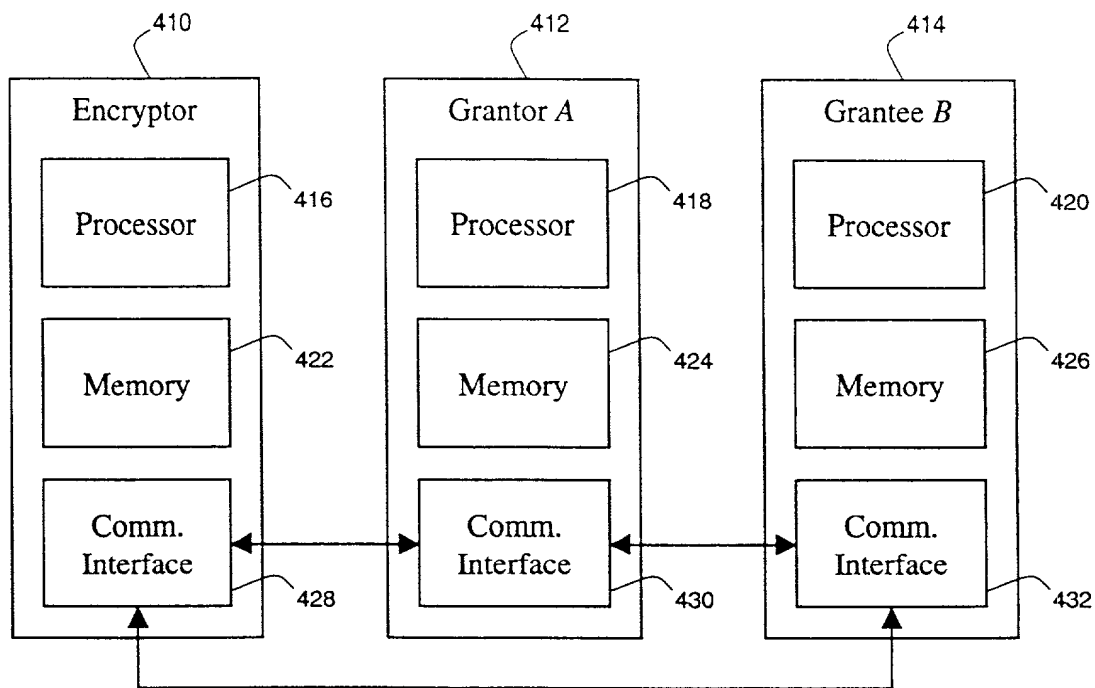 410
412
414
Encryptor
Grantor A
Grantee B
Processor
416
Processor
418
Processor
420
Memory
422
Memory
424
Memory
426
Comm.
Interface
428
Comm.
Interface
430
Comm.
Interface
432